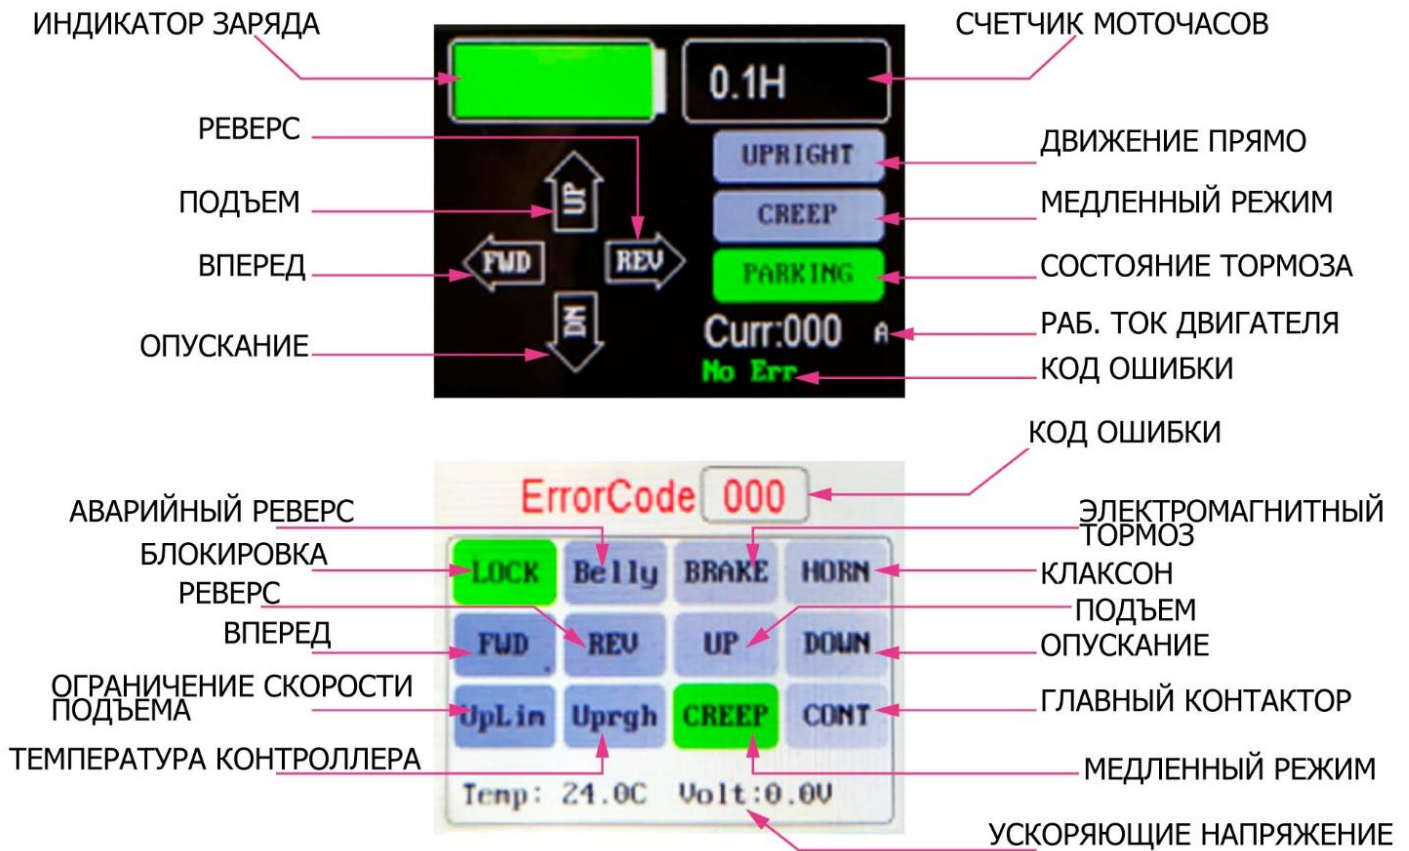 ИНДИКАТОР ЗАРЯДА
СЧЕТЧИК МОТОЧАСОВ
0.1H
РЕВЕРС
UPRIGHT
ДВИЖЕНИЕ ПРЯМО
ПОДЪЕМ
UP
CREEP
МЕДЛЕННЫЙ РЕЖИМ
ВПЕРЕД
FWD
REV
PARKING
СОСТОЯНИЕ ТОРМОЗА
ОПУСКАНИЕ
DN
Curr:000 A
РАБ. ТОК ДВИГАТЕЛЯ
No Err
КОД ОШИБКИ
КОД ОШИБКИ
ErrorCode 000
АВАРИЙНЫЙ РЕВЕРС
ЭЛЕКТРОМАГНИТНЫЙ
ТОРМОЗ
БЛОКИРОВКА
LOCK Belly BRAKE HORN
КЛАКСОН
РЕВЕРС
ПОДЪЕМ
ВПЕРЕД
FWD REV UP DOWN
ОПУСКАНИЕ
ОГРАНИЧЕНИЕ СКОРОСТИ
ПОДЪЕМА
UpLim Uprgh CREEP CONT
ГЛАВНЫЙ КОНТАКТОР
ТЕМПЕРАТУРА КОНТРОЛЛЕРА
МЕДЛЕННЫЙ РЕЖИМ
Temp: 24.0C Volt:0.0V
УСКОРЯЮЩИЕ НАПРЯЖЕНИЕ